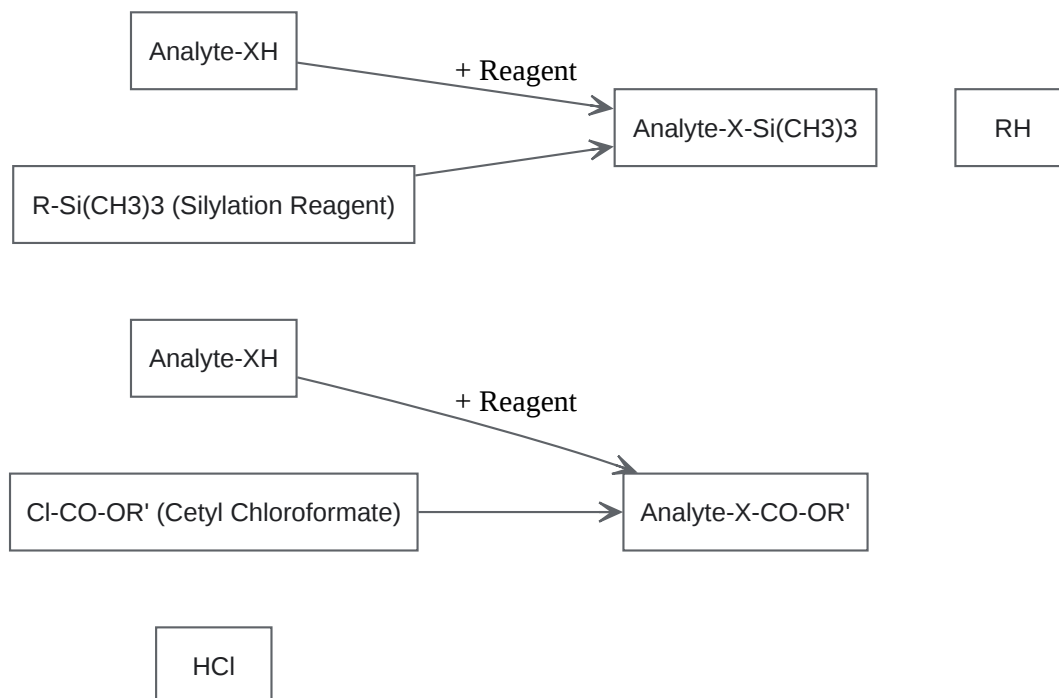 Analyte-XH
+ Reagent
Analyte-X-Si(CH3)3
RH
R-Si(CH3)3 (Silylation Reagent)
Analyte-XH
+ Reagent
Cl-CO-OR' (Cetyl Chloroformate)
Analyte-X-CO-OR'
HCl